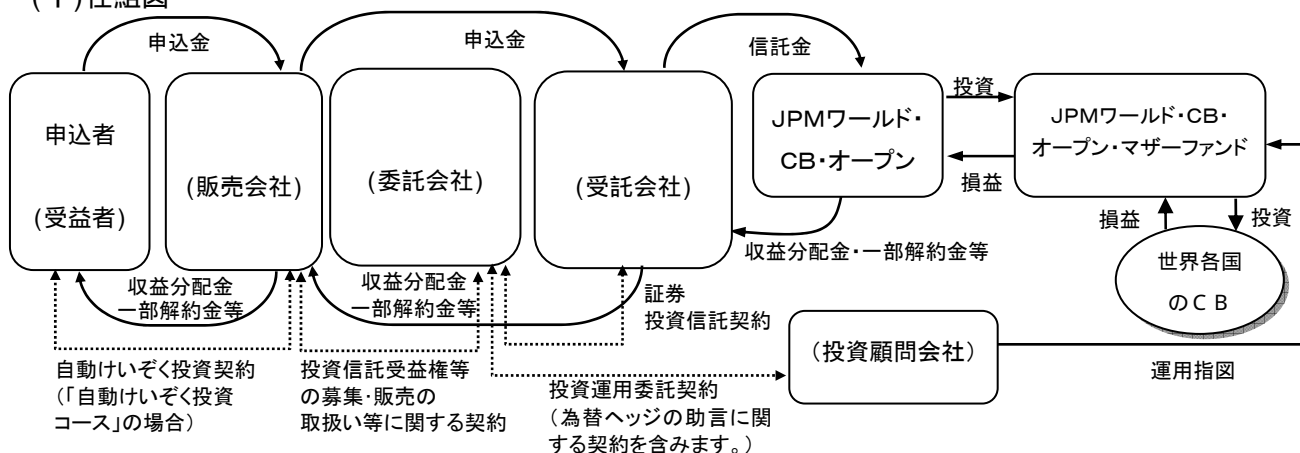 (1)仕組図
申込金
申込金
信託金
申込者
(受益者)
(販売会社)
(委託会社)
(受託会社)
JPMワールド・
CB・オープン
投資
損益
JPMワールド・CB・
オープン・マザーファンド
損益
投資
世界各国
のCB
収益分配金・一部解約金等
収益分配金
一部解約金等
収益分配金
一部解約金等
証券
投資信託契約
(投資顧問会社)
運用指図
自動けいぞく投資契約
(「自動けいぞく投資
コース」の場合)
投資信託受益権等
の募集・販売の
取扱い等に関する契約
投資運用委託契約
(為替ヘッジの助言に関
する契約を含みます。)